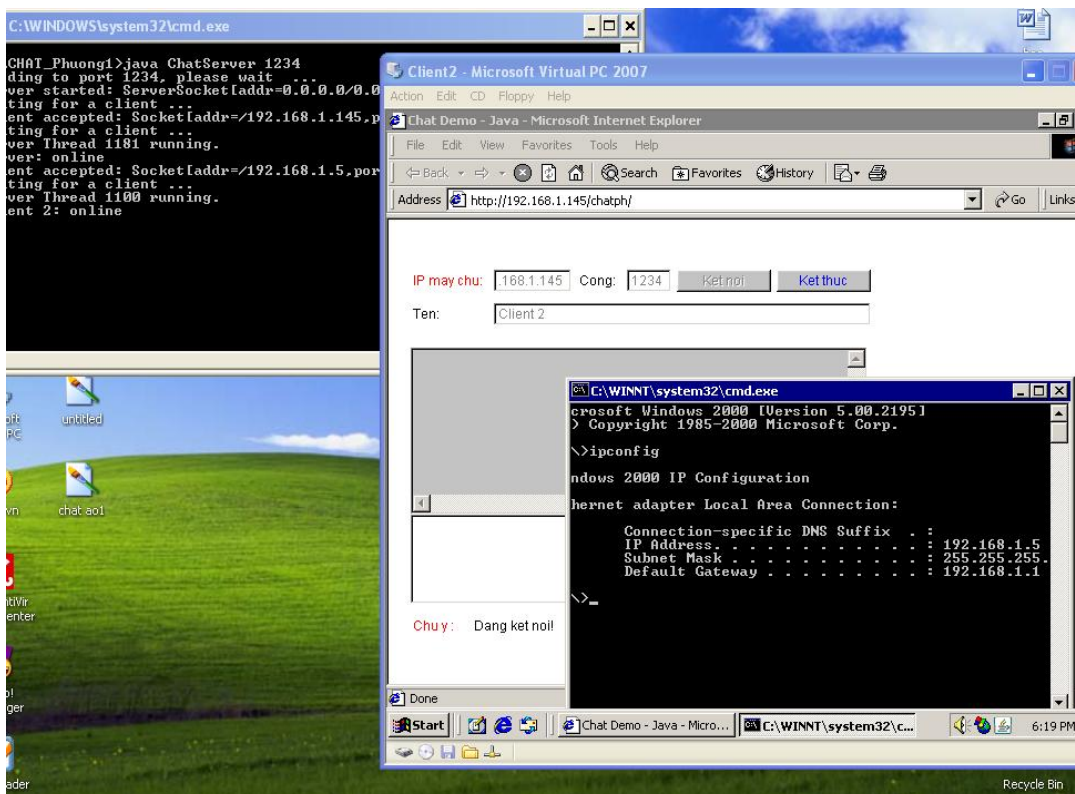 C:\WINDOWS\system32\cmd.exe
CHAT_Phuong1>java ChatServer 1234
ding to port 1234, please wait ...
ver started: ServerSocket[addr=0.0.0.0/0.0
ting for a client ...
ent accepted: Socket[addr=/192.168.1.145,p
ting for a client ...
ver Thread 1181 running.
ver: online
ent accepted: Socket[addr=/192.168.1.5,por
ting for a client ...
ver Thread 1100 running.
ent 2: online
untitled
chat ao1
vn
ntiVir
enter
o!
ger
ader
Client2 - Microsoft Virtual PC 2007
Action Edit CD Floppy Help
Chat Demo - Java - Microsoft Internet Explorer
File Edit View Favorites Tools Help
Back Search Favorites History
Address http://192.168.1.145/chatph/ Go Links
IP may chu: .168.1.145 Cong: 1234 Ket noi Ket thuc
Ten: Client 2
Chu y: Dang ket noi!
C:\WINNT\system32\cmd.exe
crosoft Windows 2000 [Version 5.00.2195]
> Copyright 1985-2000 Microsoft Corp.
\>ipconfig
ndows 2000 IP Configuration
hernet adapter Local Area Connection:
Connection-specific DNS Suffix . :
IP Address. . . . . . . . . . . . : 192.168.1.5
Subnet Mask . . . . . . . . . . . : 255.255.255.
Default Gateway . . . . . . . . . : 192.168.1.1
\>_
Done
Start Chat Demo - Java - Micro... C:\WINNT\system32\c... 6:19 PM
Recycle Bin